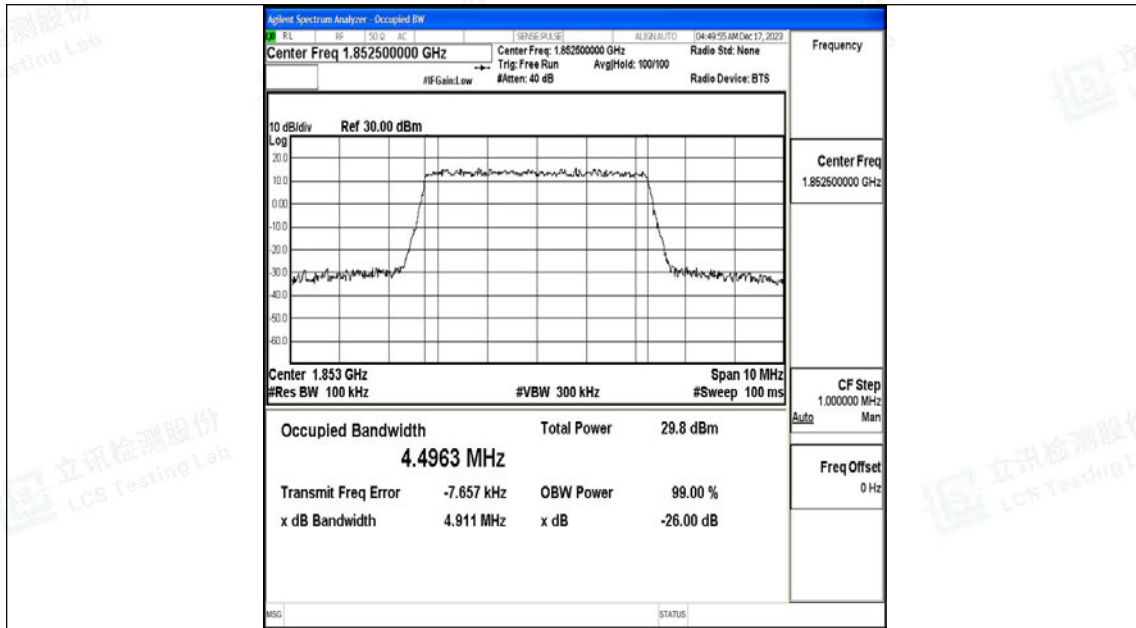 Agilent Spectrum Analyzer - Occupied BW
RL RF 50 Ω AC SENSE:PULSE ALIGNAUTO 04:49:55 AM Dec 17, 2023
Center Freq 1.852500000 GHz
Center Freq: 1.852500000 GHz Radio Std: None
Trig: Free Run Avg|Hold: 100/100
#IFGain:Low #Atten: 40 dB Radio Device: BTS
10 dB/div Ref 30.00 dBm
Log
20.0
10.0
0.00
-10.0
-20.0
-30.0
-40.0
-50.0
-60.0
Center 1.853 GHz Span 10 MHz
#Res BW 100 kHz #VBW 300 kHz #Sweep 100 ms
Occupied Bandwidth Total Power 29.8 dBm
4.4963 MHz
Transmit Freq Error -7.657 kHz OBW Power 99.00 %
x dB Bandwidth 4.911 MHz x dB -26.00 dB
MSG STATUS
Frequency
Center Freq
1.852500000 GHz
CF Step
1.000000 MHz
Auto Man
Freq Offset
0 Hz
立讯检测股份
LCS Testing Lab